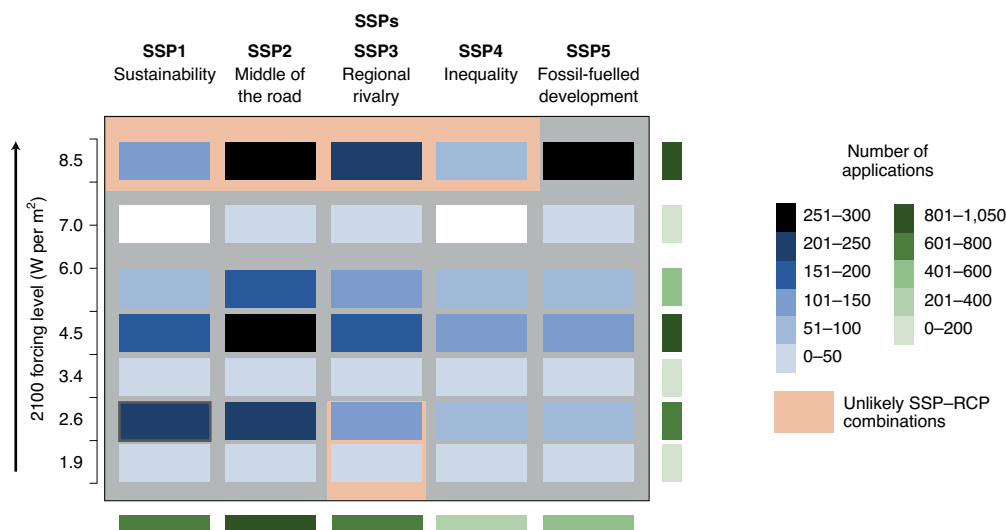 SSPs
SSP1 SSP2 SSP3 SSP4 SSP5
Sustainability Middle of Regional Inequality Fossil-fuelled
the road rivalry development
2100 forcing level (W per m²)
8.5
7.0
6.0
4.5
3.4
2.6
1.9
Number of
applications
251–300 801–1,050
201–250 601–800
151–200 401–600
101–150 201–400
51–100 0–200
0–50
Unlikely SSP–RCP
combinations